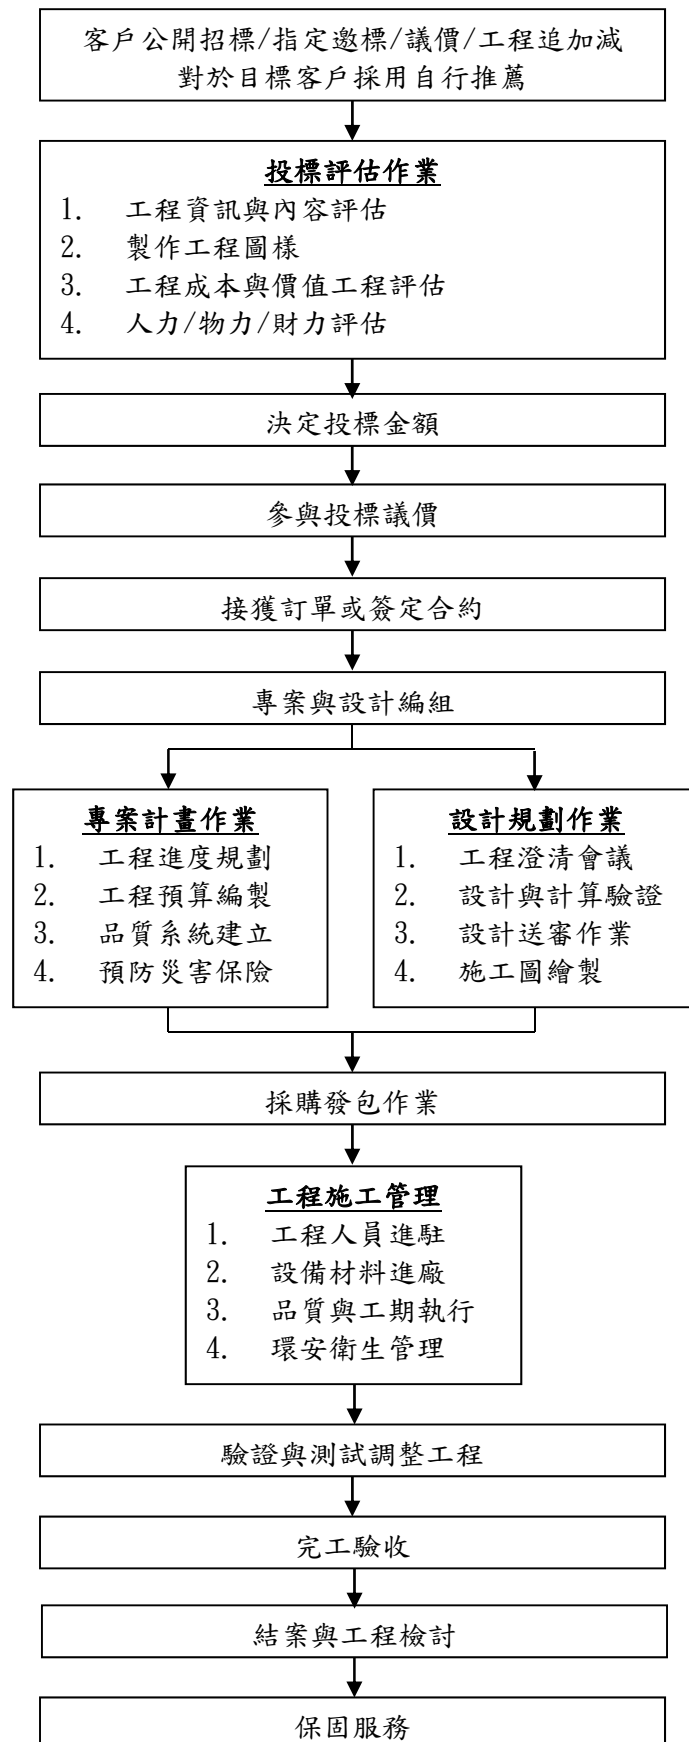 客戶公開招標/指定邀標/議價/工程追加減
對於目標客戶採用自行推薦
投標評估作業
1. 工程資訊與內容評估
2. 製作工程圖樣
3. 工程成本與價值工程評估
4. 人力/物力/財力評估
決定投標金額
參與投標議價
接獲訂單或簽定合約
專案與設計編組
專案計畫作業
1. 工程進度規劃
2. 工程預算編製
3. 品質系統建立
4. 預防災害保險
設計規劃作業
1. 工程澄清會議
2. 設計與計算驗證
3. 設計送審作業
4. 施工圖繪製
採購發包作業
工程施工管理
1. 工程人員進駐
2. 設備材料進廠
3. 品質與工期執行
4. 環安衛生管理
驗證與測試調整工程
完工驗收
結案與工程檢討
保固服務